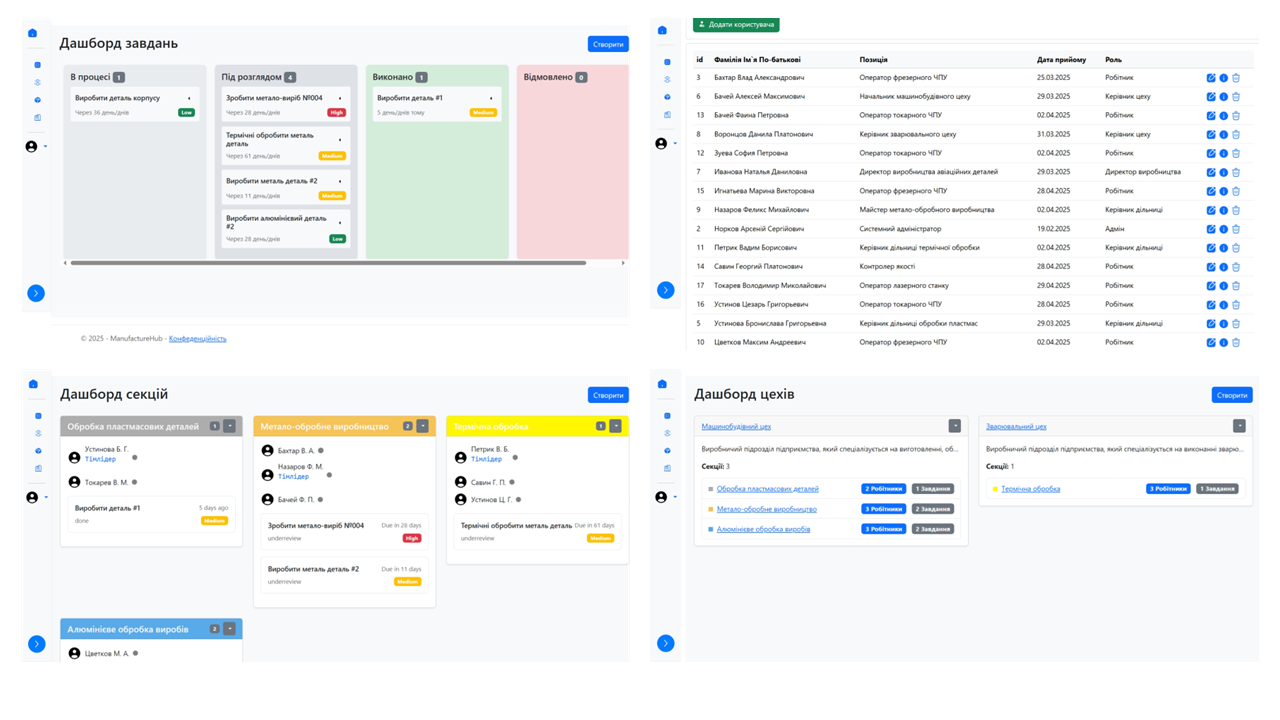 Дашборд завдань
Створити
В процесі 1
Виробити деталь корпусу
Через 36 день/днів Low
Під розглядом 4
Зробити метало-виріб №004
Через 28 день/днів High
Термічні обробити металь
деталь
Через 61 день/днів Medium
Виробити металь деталь #2
Через 11 день/днів Medium
Виробити алюмінієвий деталь
#2
Через 28 день/днів Low
Виконано 1
Виробити деталь #1
5 день/днів тому Medium
Відмовлено 0
© 2025 - ManufactureHub - Конфеденційність
Додати користувача
id Фамілія Ім`я По-батькові Позиція Дата прийому Роль
3 Бахтар Влад Александрович Оператор фрезерного ЧПУ 25.03.2025 Робітник
6 Бачей Алексей Максимович Начальник машинобудівного цеху 29.03.2025 Керівник цеху
13 Бачей Фаина Петровна Оператор токарного ЧПУ 02.04.2025 Робітник
8 Воронцов Данила Платонович Керівник зварювального цеху 31.03.2025 Керівник цеху
12 Зуева София Петровна Оператор токарного ЧПУ 02.04.2025 Робітник
7 Иванова Наталья Даниловна Директор виробництва авіаційних деталей 29.03.2025 Директор виробництва
15 Игнатьева Марина Викторовна Оператор фрезерного ЧПУ 28.04.2025 Робітник
9 Назаров Феликс Михайлович Майстер метало-обробного виробництва 02.04.2025 Керівник дільниці
2 Норков Арсеній Сергійович Системний адміністратор 19.02.2025 Адмін
11 Петрик Вадим Борисович Керівник дільниці термічної обробки 02.04.2025 Керівник дільниці
14 Савин Георгий Платонович Контролер якості 28.04.2025 Робітник
17 Токарев Володимир Миколайович Оператор лазерного станку 29.04.2025 Робітник
16 Устинов Цезарь Григорьевич Оператор токарного ЧПУ 28.04.2025 Робітник
5 Устинова Бронислава Григорьевна Керівник дільниці обробки пластмас 29.03.2025 Керівник дільниці
10 Цветков Максим Андреевич Оператор фрезерного ЧПУ 02.04.2025 Робітник
Дашборд секцій
Створити
Обробка пластмасових деталей 1
Устинова Б. Г.
Тімлідер
Токарев В. М.
Виробити деталь #1 5 days ago
done Medium
Метало-обробне виробництво 2
Бахтар В. А.
Назаров Ф. М.
Тімлідер
Бачей Ф. П.
Зробити метало-виріб №004 Due in 28 days
underreview High
Виробити металь деталь #2 Due in 11 days
underreview Medium
Термічна обробка 1
Петрик В. Б.
Тімлідер
Савин Г. П.
Устинов Ц. Г.
Термічні обробити металь деталь Due in 61 days
underreview Medium
Алюмінієве обробка виробів 2
Цветков М. А.
Дашборд цехів
Створити
Машинобудівний цех
Виробничий підрозділ підприємства, який спеціалізується на виготовленні, об...
Секції: 3
Обробка пластмасових деталей 2 Робітники 1 Завдання
Метало-обробне виробництво 3 Робітники 2 Завдання
Алюмінієве обробка виробів 3 Робітники 2 Завдання
Зварювальний цех
Виробничий підрозділ підприємства, який спеціалізується на виконанні зварю...
Секції: 1
Термічна обробка 3 Робітники 1 Завдання